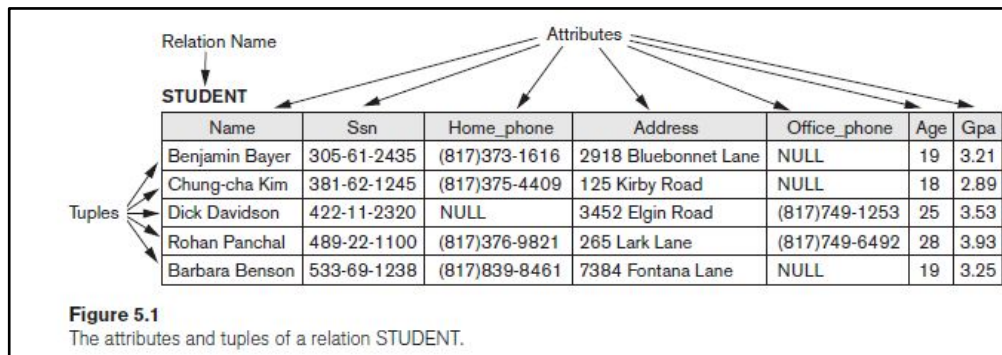 Attributes
Relation Name
STUDENT
Name Ssn Home_phone Address Office_phone Age Gpa
Benjamin Bayer 305-61-2435 (817)373-1616 2918 Bluebonnet Lane NULL 19 3.21
Chung-cha Kim 381-62-1245 (817)375-4409 125 Kirby Road NULL 18 2.89
Tuples Dick Davidson 422-11-2320 NULL 3452 Elgin Road (817)749-1253 25 3.53
Rohan Panchal 489-22-1100 (817)376-9821 265 Lark Lane (817)749-6492 28 3.93
Barbara Benson 533-69-1238 (817)839-8461 7384 Fontana Lane NULL 19 3.25
Figure 5.1
The attributes and tuples of a relation STUDENT.